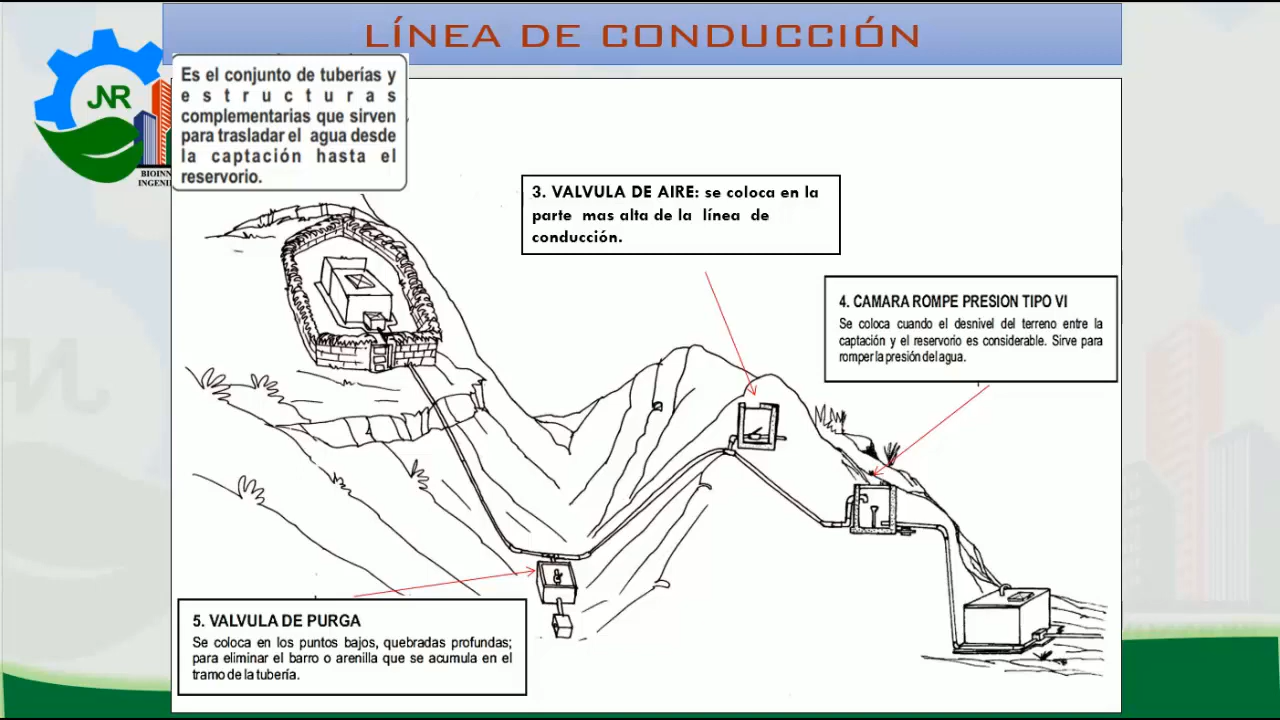 LÍNEA DE CONDUCCIÓN
JNR
BIOINN
INGENIE
Es el conjunto de tuberías y
estructuras
complementarias que sirven
para trasladar el agua desde
la captación hasta el
reservorio.
3. VALVULA DE AIRE: se coloca en la
parte mas alta de la línea de
conducción.
4. CAMARA ROMPE PRESION TIPO VI
Se coloca cuando el desnivel del terreno entre la
captación y el reservorio es considerable. Sirve para
romper la presión del agua.
5. VALVULA DE PURGA
Se coloca en los puntos bajos, quebradas profundas;
para eliminar el barro o arenilla que se acumula en el
tramo de la tubería.